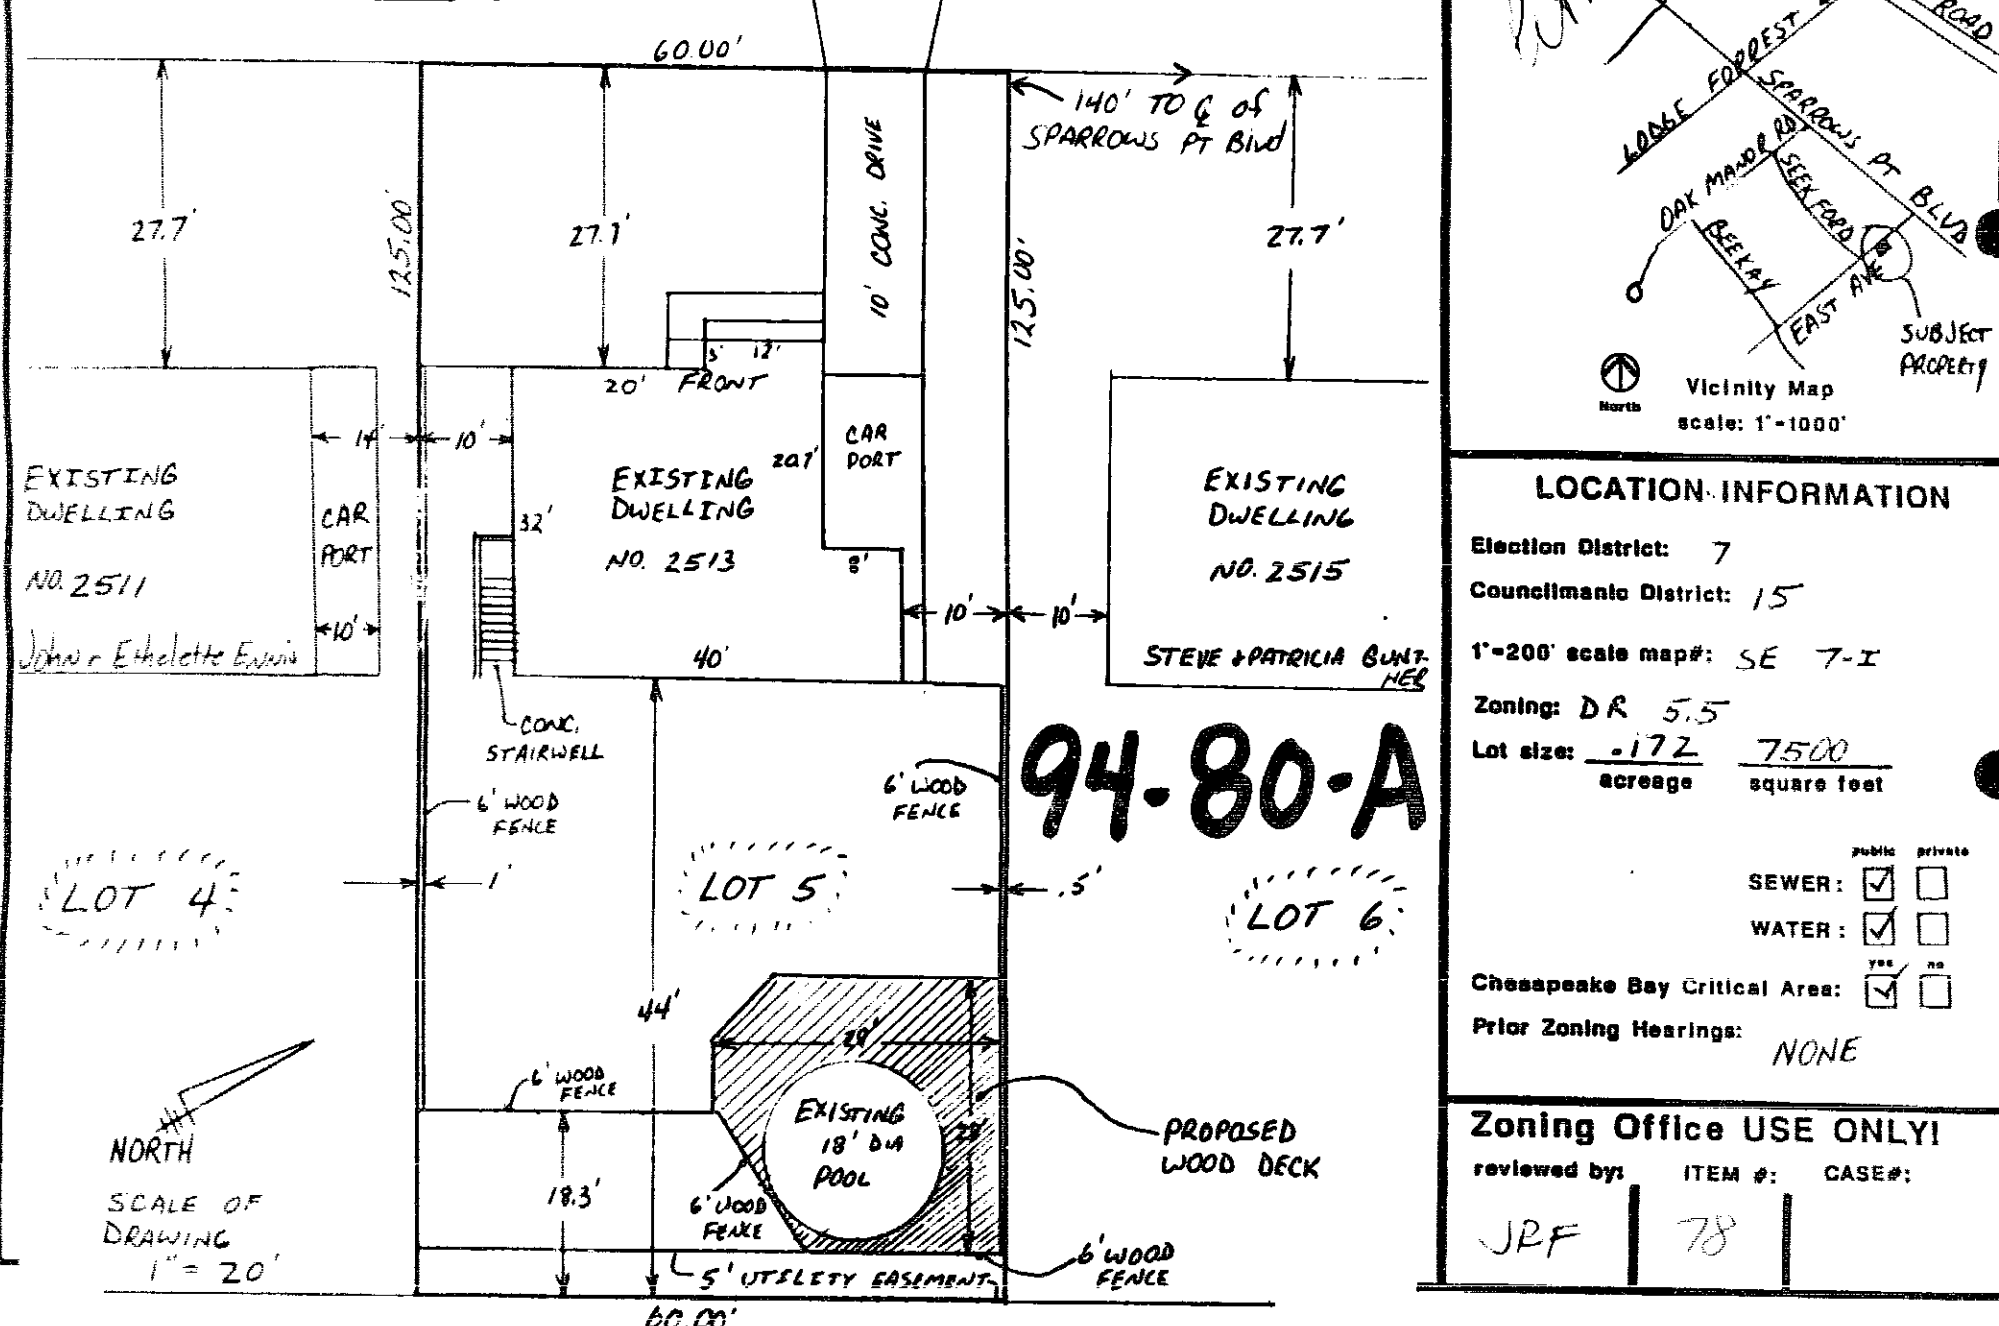 60.00'
140' TO ℄ of
SPARROWS PT Blvd
10' CONC. DRIVE
27.7'
125.00'
27.7'
125.00'
27.7'
3' 12'
20' FRONT
14'
10'
CAR
PORT
20.1'
EXISTING
DWELLING
NO. 2511
John & Ethelette Ennis
CAR
PORT
10'
32'
EXISTING
DWELLING
NO. 2513
8'
10'
10'
40'
EXISTING
DWELLING
NO. 2515
STEVE & PATRICIA GUNT-
NER
CONC.
STAIRWELL
6' WOOD
FENCE
6' WOOD
FENCE
94-80-A
1'
.5'
LOT 4
LOT 5
LOT 6
44'
28'
28'
6' WOOD
FENCE
EXISTING
18' DIA
POOL
PROPOSED
WOOD DECK
18.3'
6' WOOD
FENCE
6' WOOD
FENCE
5' UTILITY EASEMENT
60.00'
NORTH
SCALE OF
DRAWING
1" = 20'
LODGE FORREST
ROAD
SPARROWS PT BLVD
OAK MANOR RD
SEEKFORD
BEEKAY
EAST AVE
SUBJECT
PROPERTY
North
Vicinity Map
scale: 1"=1000'
LOCATION INFORMATION
Election District: 7
Councilmanic District: 15
1"=200' scale map#: SE 7-I
Zoning: DR 5.5
Lot size: .172 7500
acreage square feet
public private
SEWER:
WATER:
yes no
Chesapeake Bay Critical Area:
Prior Zoning Hearings:
NONE
Zoning Office USE ONLY!
reviewed by: ITEM #: CASE#:
JRF 78